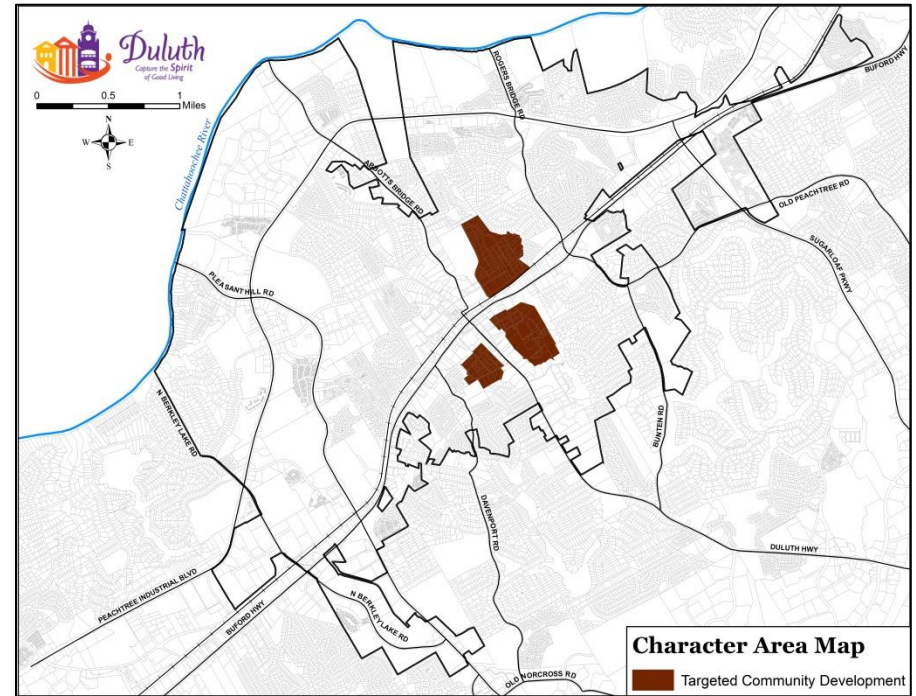 Duluth
Capture the Spirit
of Good Living
0 0.5 1
Miles
N
W E
S
Chattahoochee River
ROGERS BRIDGE RD
BUFORD HWY
ABBOTTS BRIDGE RD
OLD PEACHTREE RD
SUGARLOAF PKWY
PLEASANT HILL RD
N BERKLEY LAKE RD
BUNTEN RD
DAVENPORT RD
DULUTH HWY
PEACHTREE INDUSTRIAL BLVD
BUFORD HWY
N BERKLEY LAKE RD
OLD NORCROSS RD
Character Area Map
Targeted Community Development